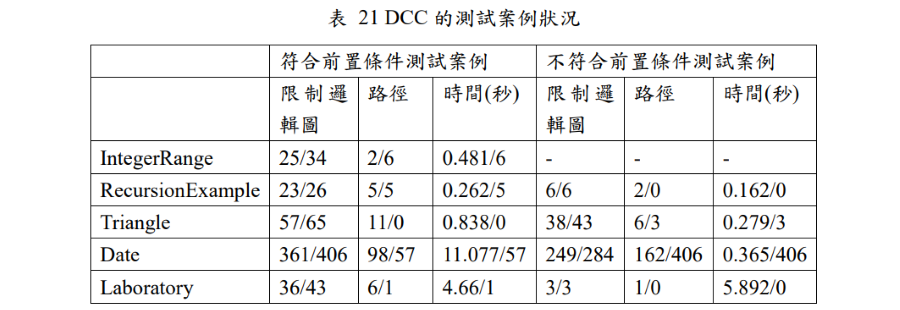 表 21 DCC 的測試案例狀況
符合前置條件測試案例 不符合前置條件測試案例
限制邏輯圖 路徑 時間(秒) 限制邏輯圖 路徑 時間(秒)
IntegerRange 25/34 2/6 0.481/6 - - -
RecursionExample 23/26 5/5 0.262/5 6/6 2/0 0.162/0
Triangle 57/65 11/0 0.838/0 38/43 6/3 0.279/3
Date 361/406 98/57 11.077/57 249/284 162/406 0.365/406
Laboratory 36/43 6/1 4.66/1 3/3 1/0 5.892/0